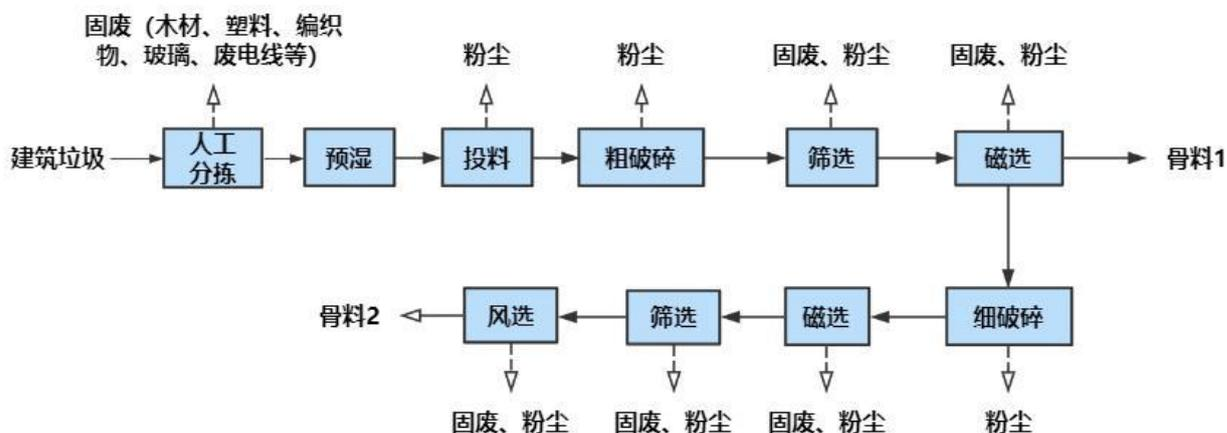 固废（木材、塑料、编织
物、玻璃、废电线等）
粉尘
粉尘
固废、粉尘
固废、粉尘
建筑垃圾
人工
分拣
预湿
投料
粗破碎
筛选
磁选
骨料1
骨料2
风选
筛选
磁选
细破碎
固废、粉尘
固废、粉尘
固废、粉尘
粉尘